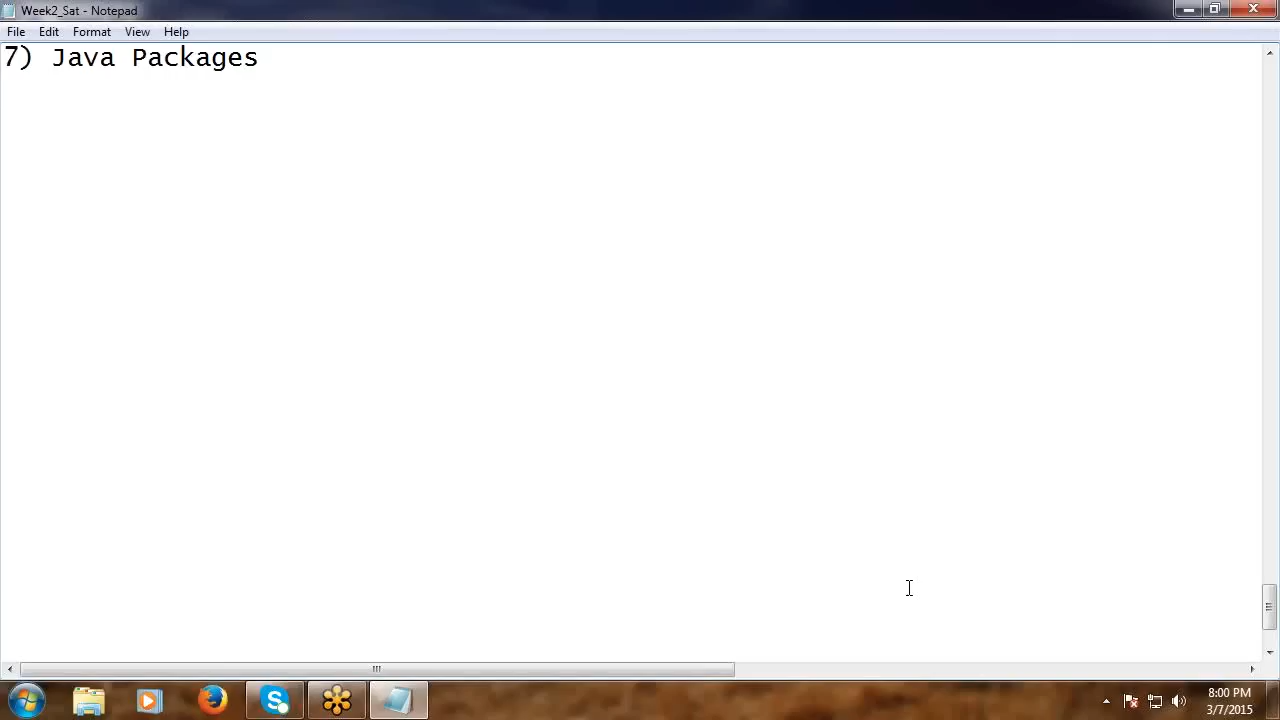 Week2_Sat - Notepad
File Edit Format View Help
7) Java Packages
8:00 PM
3/7/2015